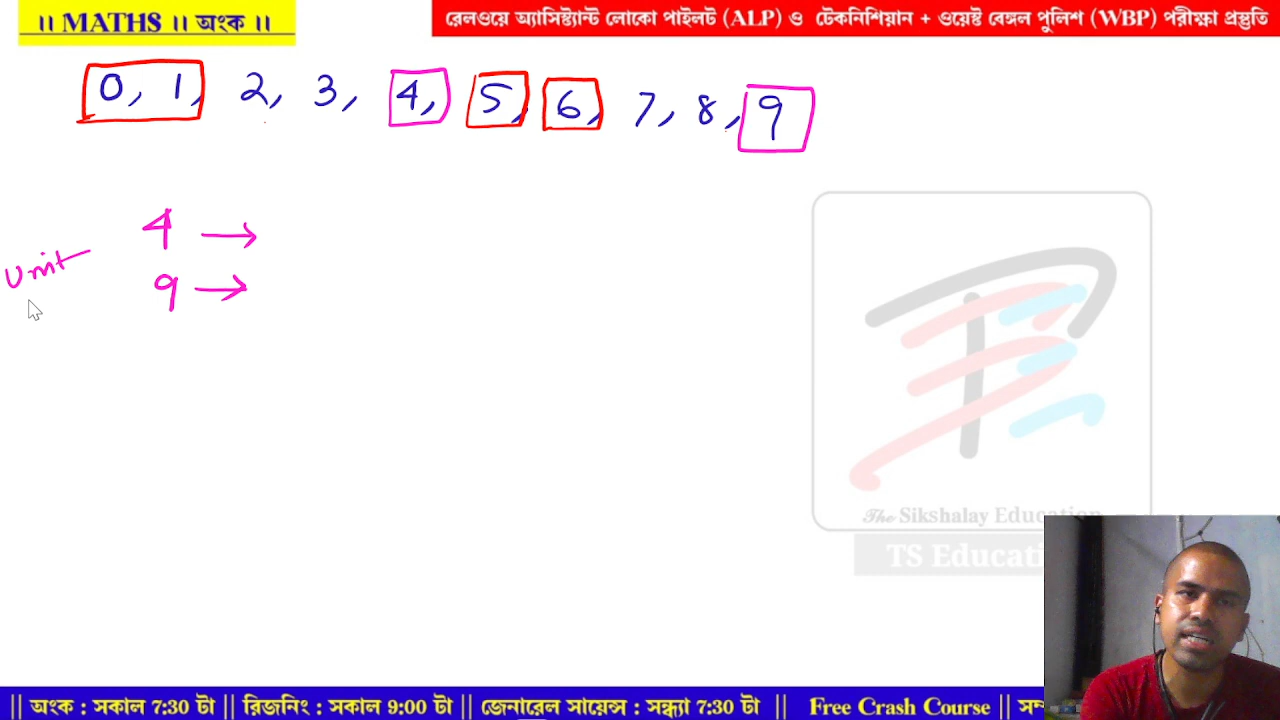 ।। MATHS ।। অংক ।।
রেলওয়ে অ্যাসিস্ট্যান্ট লোকো পাইলট (ALP) ও টেকনিশিয়ান + ওয়েস্ট বেঙ্গল পুলিশ (WBP) পরীক্ষা প্রস্তুতি
0, 1, 2, 3, 4, 5, 6, 7, 8, 9
4 →
Unit
9 →
The Sikshalay Education
TS Educati
|| অংক : সকাল 7:30 টা || রিজনিং : সকাল 9:00 টা || জেনারেল সায়েন্স : সন্ধ্যা 7:30 টা || Free Crash Course ||